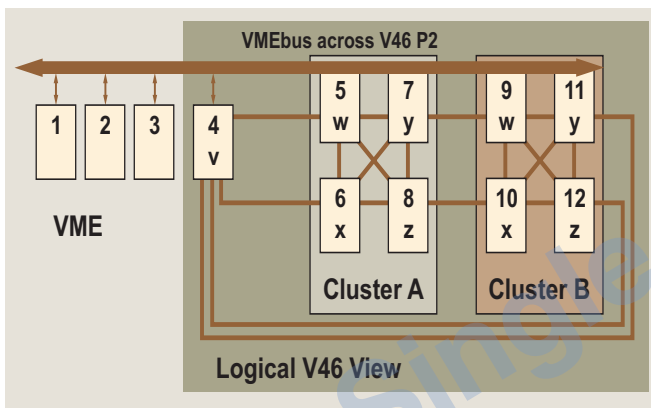 VMEbus across V46 P2
1 2 3 4 5 7 9 11
v w y w y
6 8 10 12
x z x z
VME
Cluster A Cluster B
Logical V46 View
Single